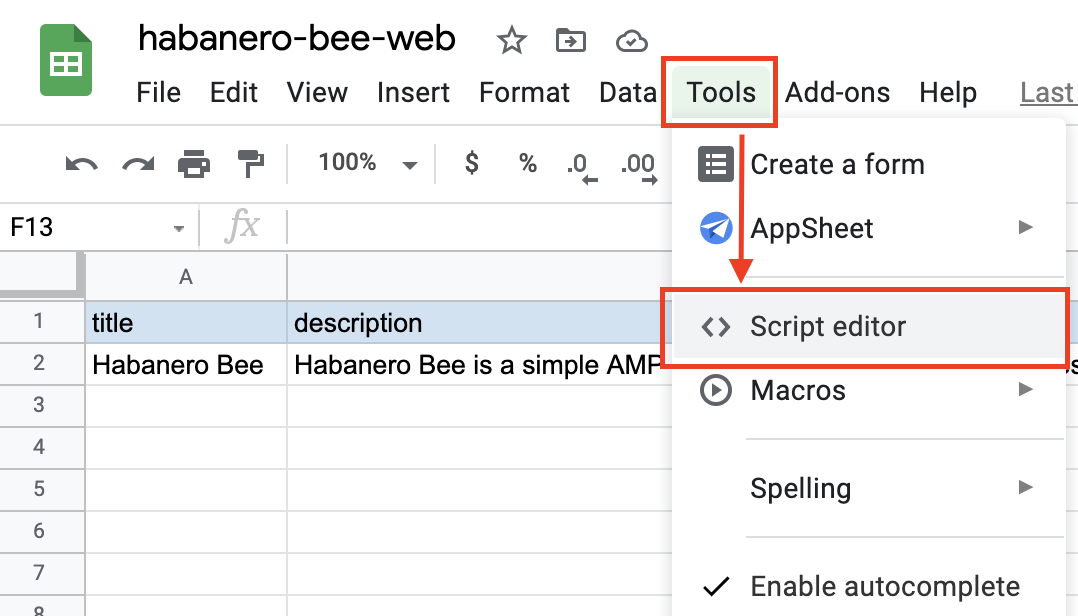 habanero-bee-web
File Edit View Insert Format Data Tools Add-ons Help Last
100% $ % .0 .00
Create a form
AppSheet
F13 fx
A
Script editor
1 title description
2 Habanero Bee Habanero Bee is a simple AMP
Macros
3
4
Spelling
5
6
7
Enable autocomplete
8